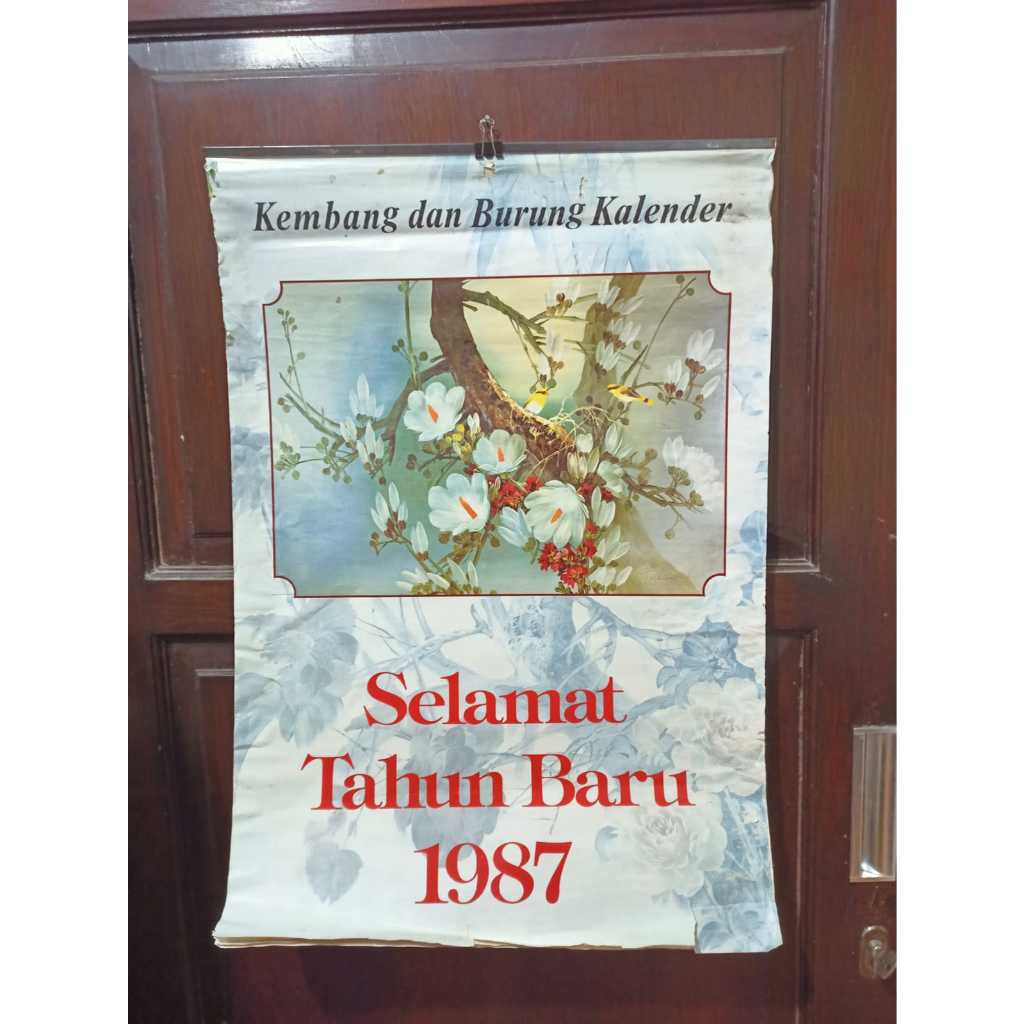 Kembang dan Burung Kalender
Selamat
Tahun Baru
1987